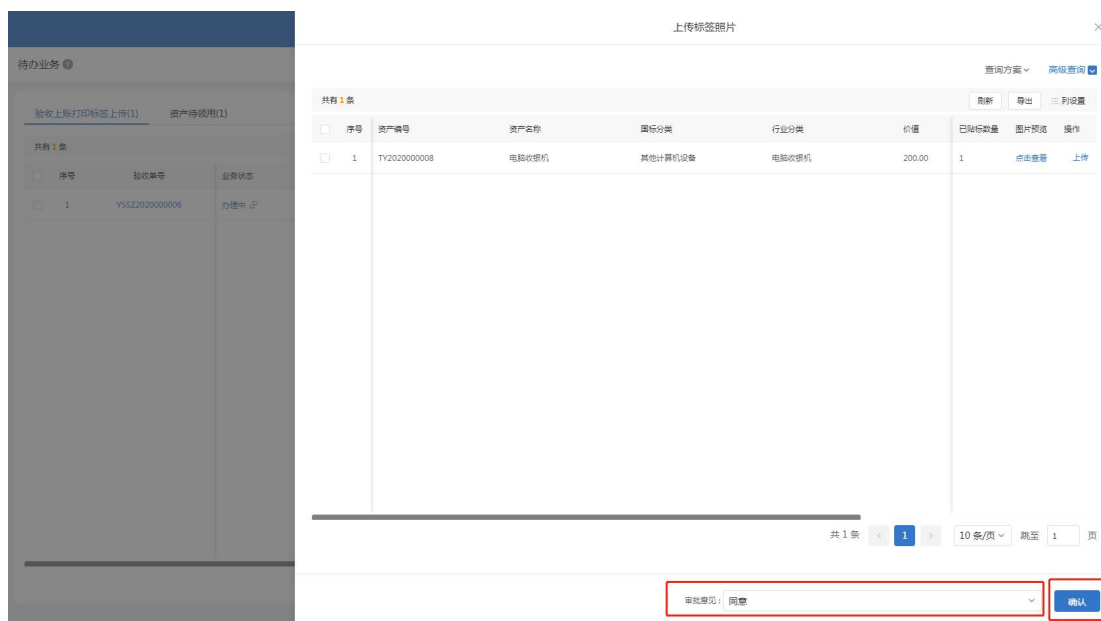 上传标签照片
待办业务
查询方案 高级查询
验收上账打印标签上传(1) 资产待领用(1)
共有 1 条 刷新 导出 列设置
共有 1 条
序号 资产编号 资产名称 国标分类 行业分类 价值 已贴标数量 图片预览 操作
1 TY2020000008 电脑收银机 其他计算机设备 电脑收银机 200.00 1 点击查看 上传
序号 验收单号 业务状态
1 YSSZ2020000006 办理中
共 1 条 < 1 > 10 条/页 跳至 1 页
审批意见: 同意 确认